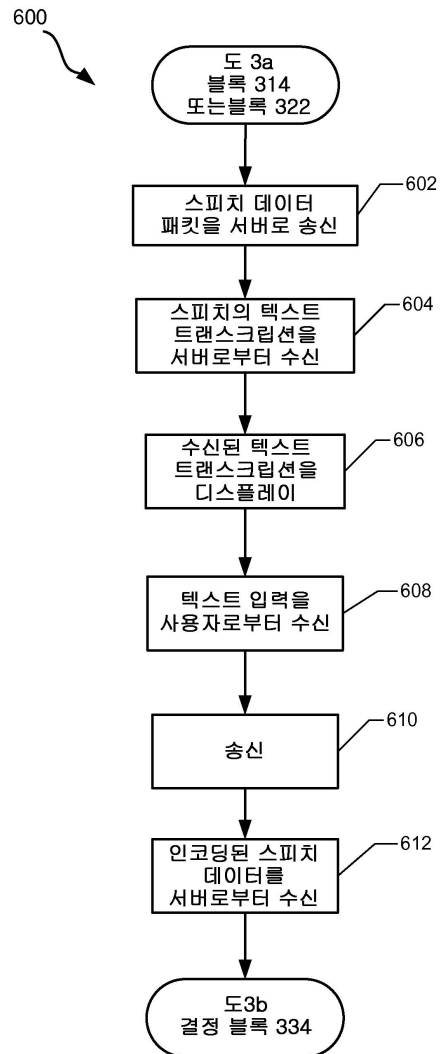 600
도 3a
블록 314
또는블록 322
스피치 데이터
패킷을 서버로 송신
602
스피치의 텍스트
트랜스크립션을
서버로부터 수신
604
수신된 텍스트
트랜스크립션을
디스플레이
606
텍스트 입력을
사용자로부터 수신
608
송신
610
인코딩된 스피치
데이터를
서버로부터 수신
612
도3b
결정 블록 334